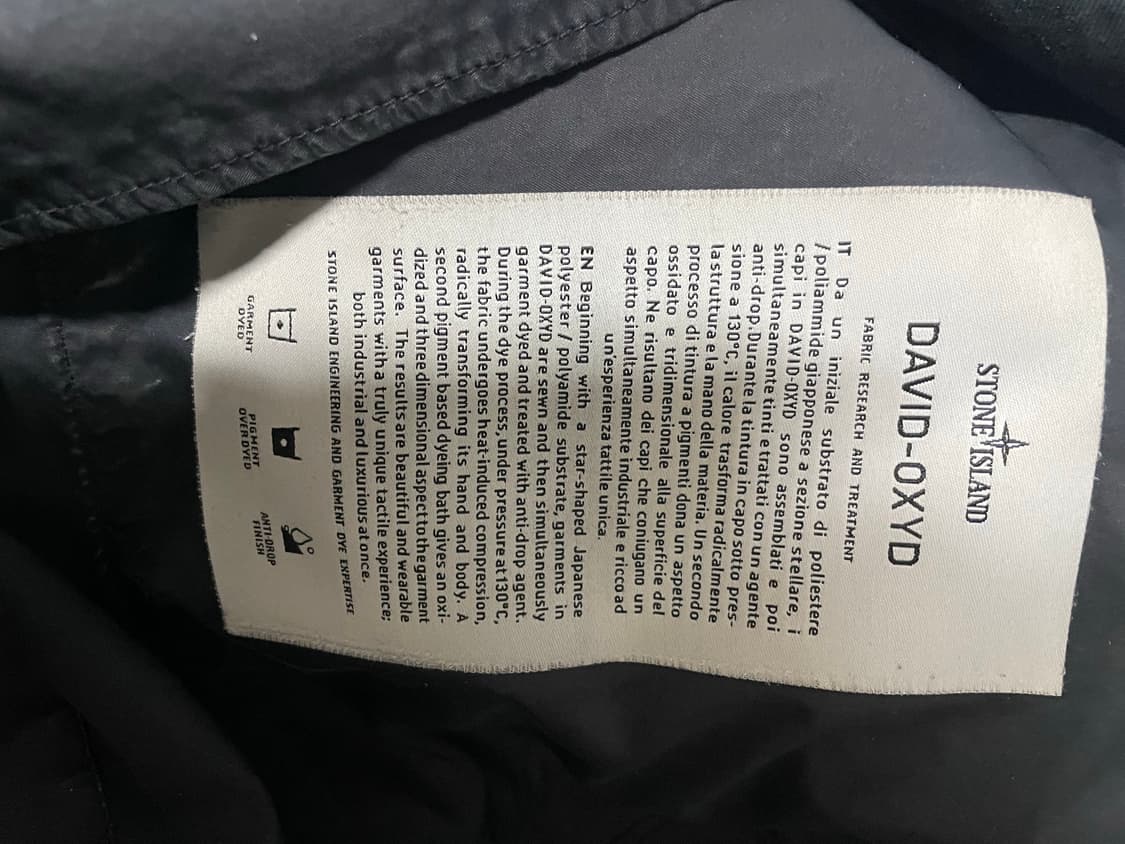 STONE ISLAND
DAVID-OXYD
FABRIC RESEARCH AND TREATMENT
IT Da un iniziale substrato di poliestere
/ poliammide giapponese a sezione stellare, i
capi in DAVID-OXYD sono assemblati e poi
simultaneamente tinti e trattati con un agente
anti-drop. Durante la tintura in capo sotto pres-
sione a 130°C, il calore trasforma radicalmente
la struttura e la mano della materia. Un secondo
processo di tintura a pigmenti dona un aspetto
ossidato e tridimensionale alla superficie del
capo. Ne risultano dei capi che coniugano un
aspetto simultaneamente industriale e ricco ad
un'esperienza tattile unica.
EN Beginning with a star-shaped Japanese
polyester / polyamide substrate, garments in
DAVID-OXYD are sewn and then simultaneously
garment dyed and treated with anti-drop agent.
During the dye process, under pressure at 130°C,
the fabric undergoes heat-induced compression,
radically transforming its hand and body. A
second pigment based dyeing bath gives an oxi-
dized and three dimensional aspect to the garment
surface. The results are beautiful and wearable
garments with a truly unique tactile experience;
both industrial and luxurious at once.
STONE ISLAND ENGINEERING AND GARMENT DYE EXPERTISE
GARMENT
DYED
PIGMENT
OVERDYED
ANTI-DROP
FINISH